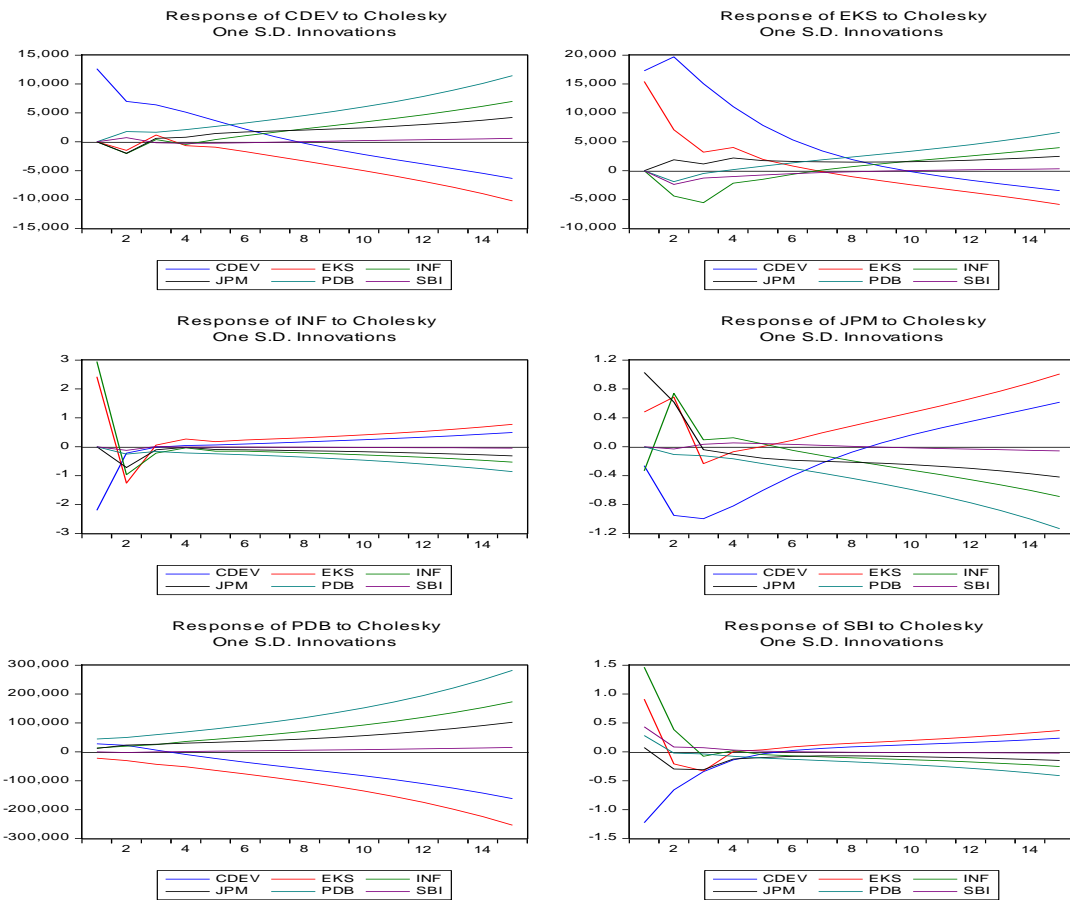 Response of CDEV to Cholesky
One S.D. Innovations
15,000
10,000
5,000
0
-5,000
-10,000
-15,000
2 4 6 8 10 12 14
CDEV EKS INF
JPM PDB SBI
Response of EKS to Cholesky
One S.D. Innovations
20,000
15,000
10,000
5,000
0
-5,000
-10,000
2 4 6 8 10 12 14
CDEV EKS INF
JPM PDB SBI
Response of INF to Cholesky
One S.D. Innovations
3
2
1
0
-1
-2
-3
2 4 6 8 10 12 14
CDEV EKS INF
JPM PDB SBI
Response of JPM to Cholesky
One S.D. Innovations
1.2
0.8
0.4
0.0
-0.4
-0.8
-1.2
2 4 6 8 10 12 14
CDEV EKS INF
JPM PDB SBI
Response of PDB to Cholesky
One S.D. Innovations
300,000
200,000
100,000
0
-100,000
-200,000
-300,000
2 4 6 8 10 12 14
CDEV EKS INF
JPM PDB SBI
Response of SBI to Cholesky
One S.D. Innovations
1.5
1.0
0.5
0.0
-0.5
-1.0
-1.5
2 4 6 8 10 12 14
CDEV EKS INF
JPM PDB SBI